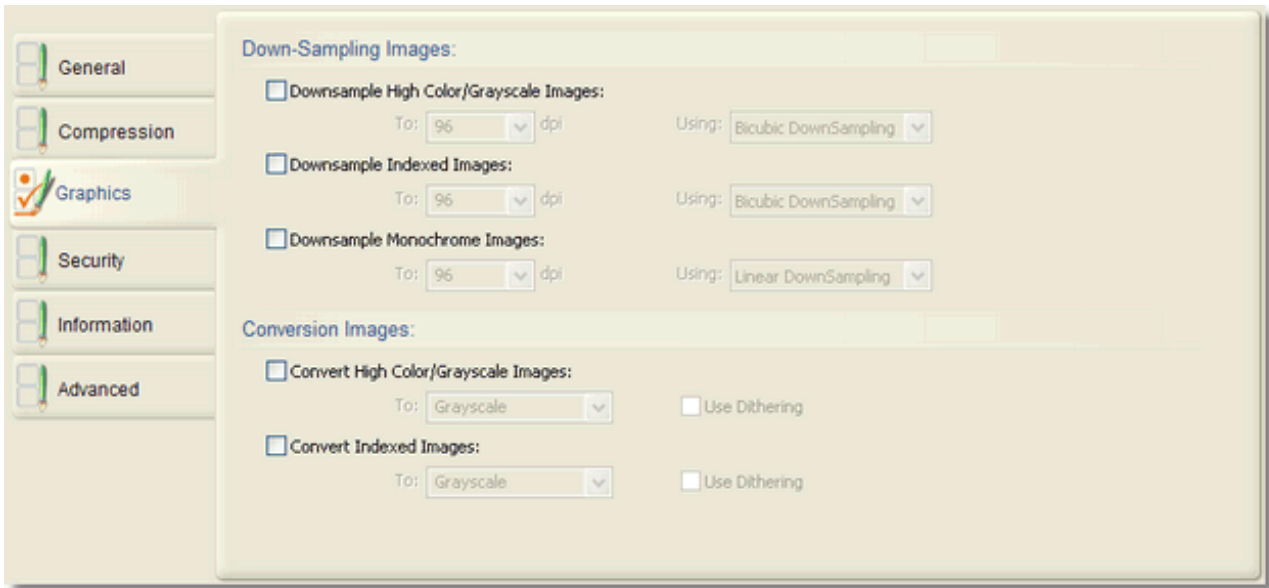 General
Compression
Graphics
Security
Information
Advanced
Down-Sampling Images:
Downsample High Color/Grayscale Images:
To: 96 dpi Using: Bicubic DownSampling
Downsample Indexed Images:
To: 96 dpi Using: Bicubic DownSampling
Downsample Monochrome Images:
To: 96 dpi Using: Linear DownSampling
Conversion Images:
Convert High Color/Grayscale Images:
To: Grayscale Use Dithering
Convert Indexed Images:
To: Grayscale Use Dithering